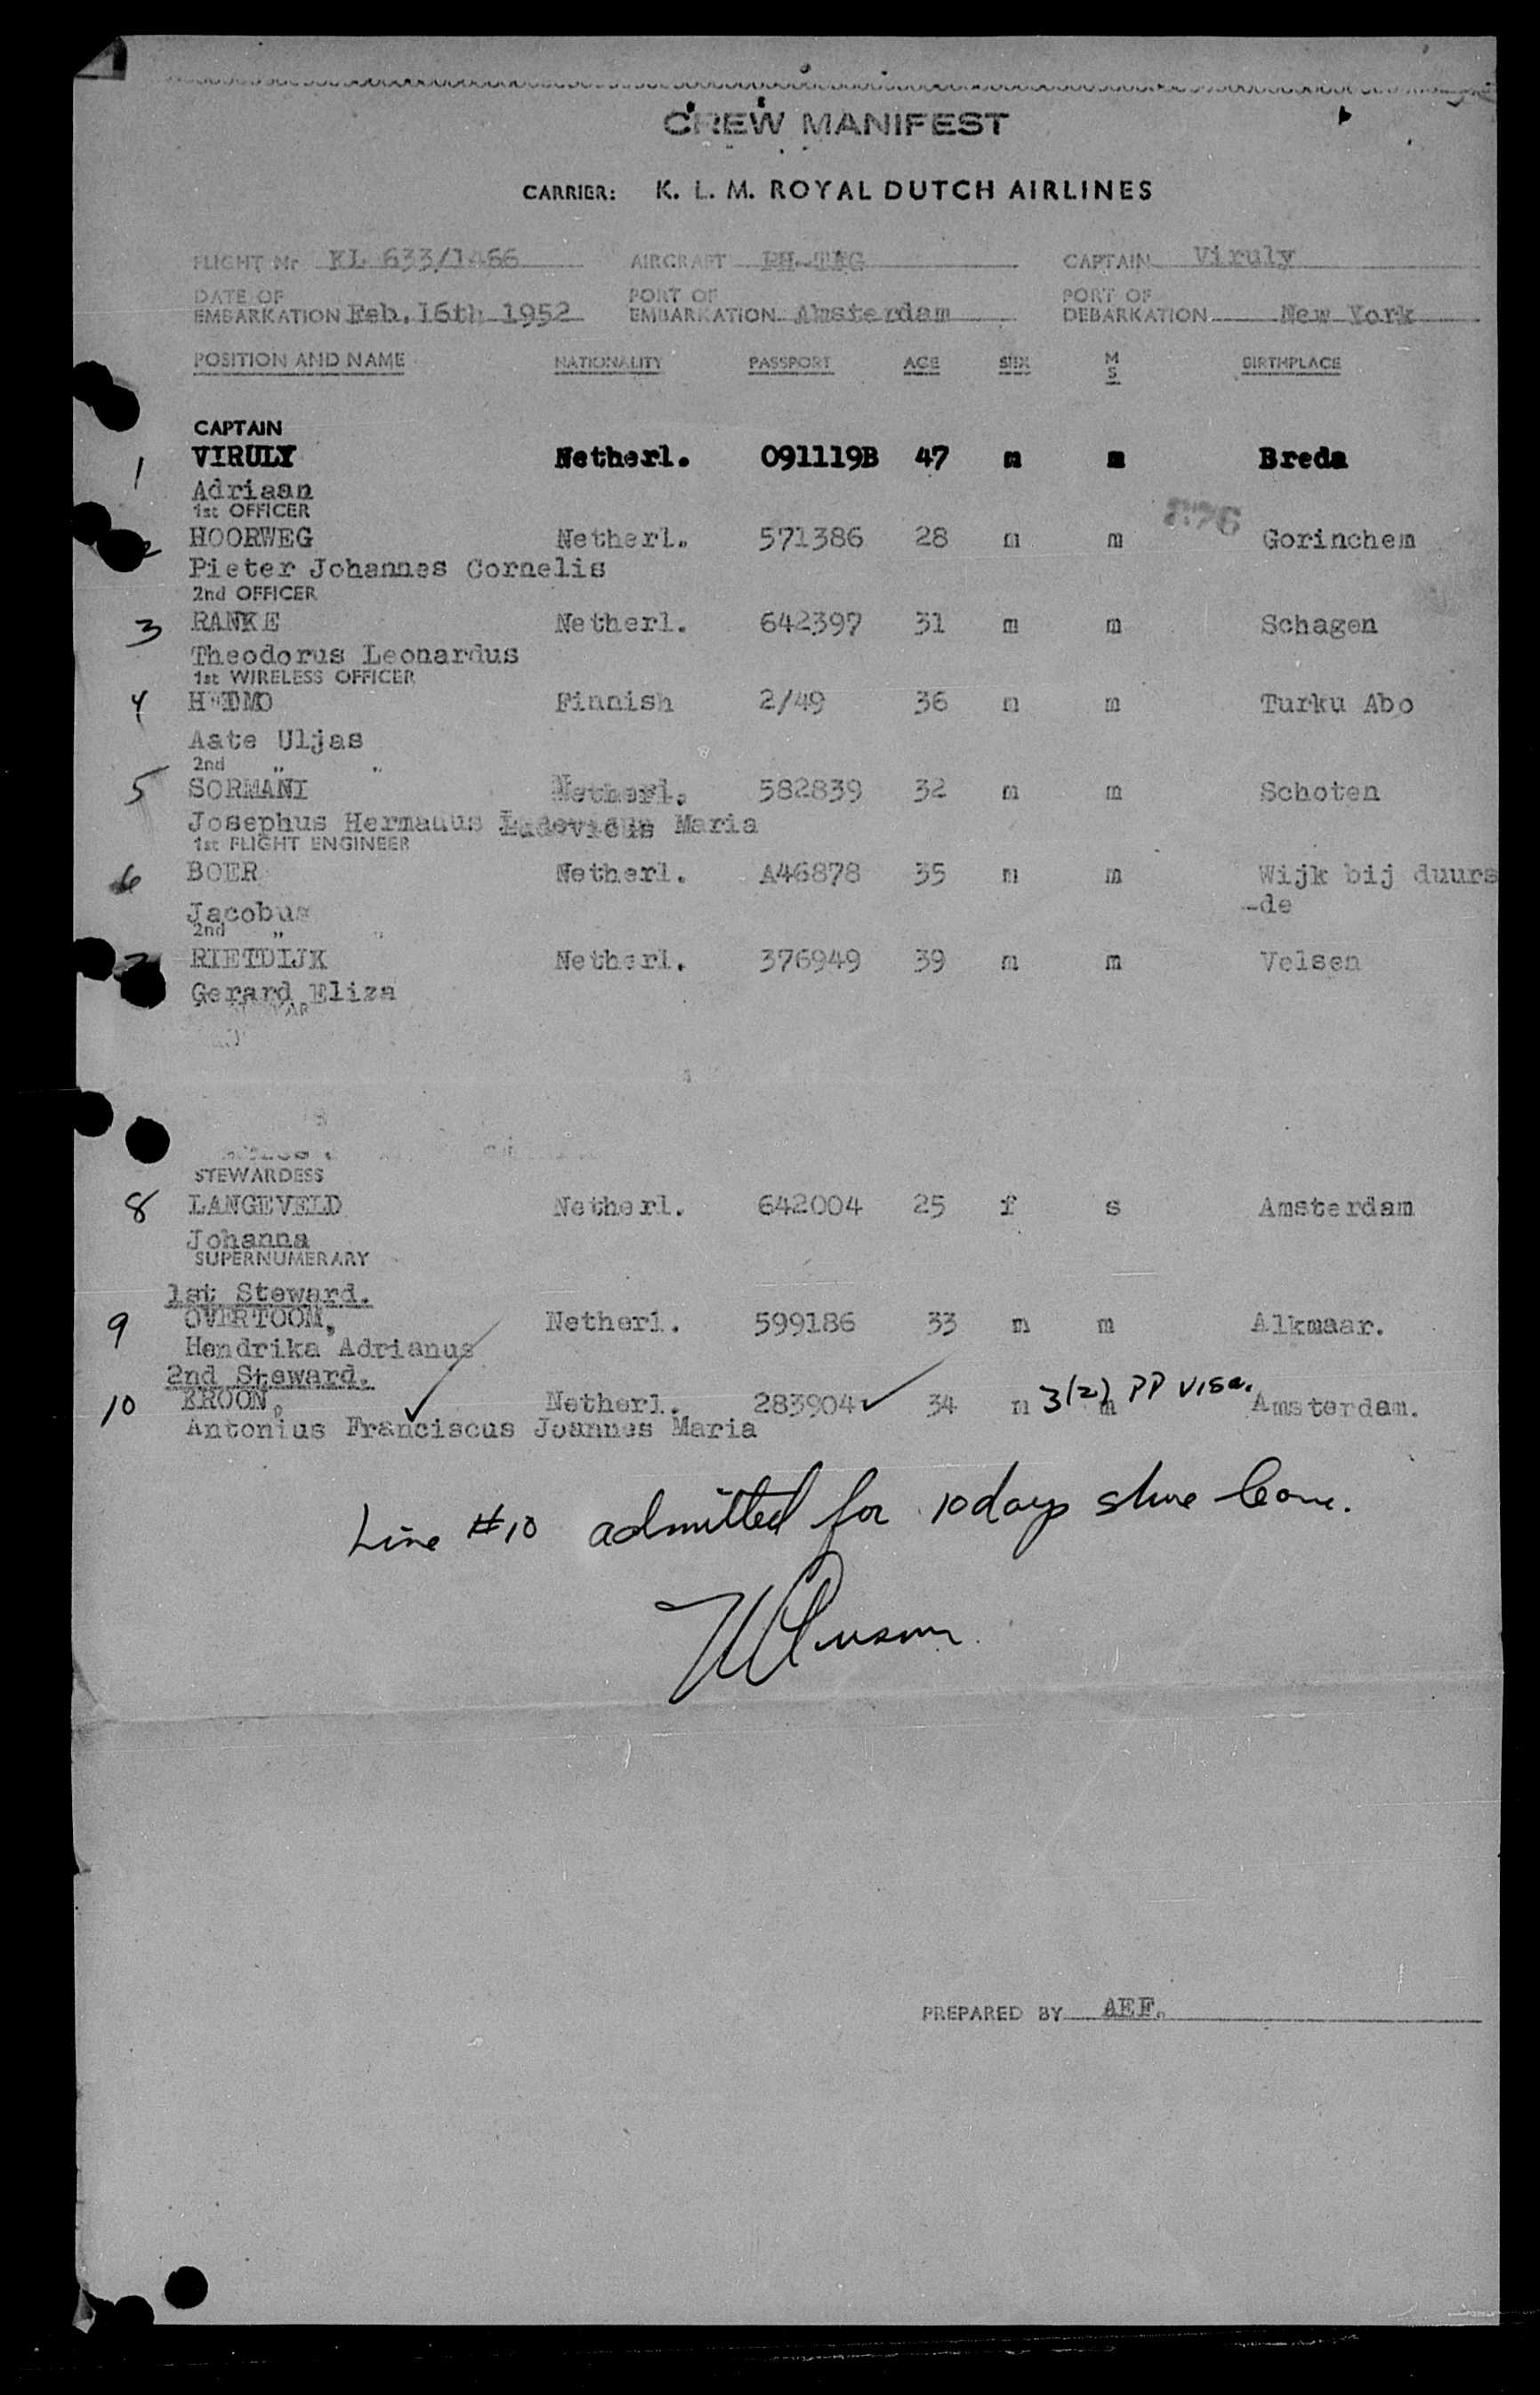 CREW MANIFEST
CARRIER: K. L. M. ROYAL DUTCH AIRLINES
FLIGHT Nr KL 633/1466 AIRCRAFT CAPTAIN Viruly
DATE OF EMBARKATION Feb.16th 1952 PORT OF EMBARKATION Amsterdam PORT OF DEBARKATION New York
POSITION AND NAME NATIONALITY PASSPORT AGE SEX M S BIRTHPLACE
CAPTAIN
1 VIRULY Netherl. 091119B 47 m m Breda
Adriaan
1st OFFICER 876
2 HOORWEG Netherl. 571386 28 m m Gorinchem
Pieter Johannes Cornelis
2nd OFFICER
3 RANKE Netherl. 642397 31 m m Schagen
Theodorus Leonardus
1st WIRELESS OFFICER
4 Finnish 2/49 36 m m Turku Abo
Aate Uljas
2nd " "
5 SORMANI Netherl. 582839 32 m m Schoten
Josephus Hermanus Ludovicus Maria
1st FLIGHT ENGINEER
6 BOER Netherl. A46878 35 m m Wijk bij duurs
Jacobus -de
2nd " "
7 RIETDIJK Netherl. 376949 39 m m Velsen
Gerard Eliza
STEWARDESS
8 LANGEVELD Netherl. 642004 25 f s Amsterdam
Johanna
SUPERNUMERARY
1st Steward.
9 OVERTOOM, Netherl. 599186 33 m m Alkmaar.
Hendrika Adrianus
2nd Steward.
10 KROON, Netherl. 283904 34 m m 3(2) PP visa. Amsterdam.
Antonius Franciscus Joannes Maria
Line #10 admitted for 10 days shore leave.
PREPARED BY AEF.